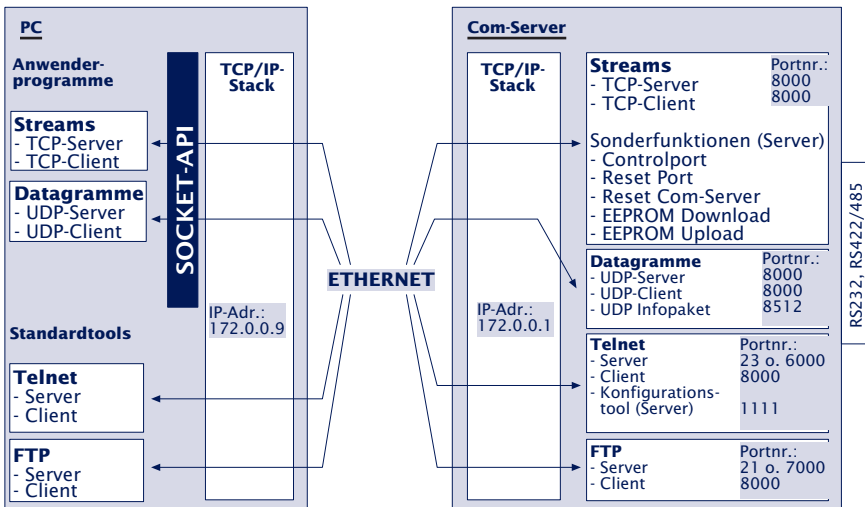 PC
Anwender-
programme
Streams
- TCP-Server
- TCP-Client
Datagramme
- UDP-Server
- UDP-Client
Standardtools
Telnet
- Server
- Client
FTP
- Server
- Client
SOCKET-API
TCP/IP-
Stack
IP-Adr.:
172.0.0.9
ETHERNET
Com-Server
TCP/IP-
Stack
IP-Adr.:
172.0.0.1
Streams Portnr.:
- TCP-Server 8000
- TCP-Client 8000
Sonderfunktionen (Server)
- Controlport
- Reset Port
- Reset Com-Server
- EEPROM Download
- EEPROM Upload
Datagramme Portnr.:
- UDP-Server 8000
- UDP-Client 8000
- UDP Infopaket 8512
Telnet Portnr.:
- Server 23 o. 6000
- Client 8000
- Konfigurations-
tool (Server) 1111
FTP Portnr.:
- Server 21 o. 7000
- Client 8000
RS232, RS422/485